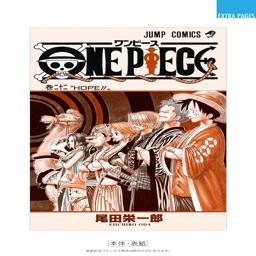 EXTRA PAGES
JUMP COMICS
ワンピース
ONE PIECE
巻二十二 "HOPE!!"
尾田栄一郎
EIICHIRO ODA
本体・表紙